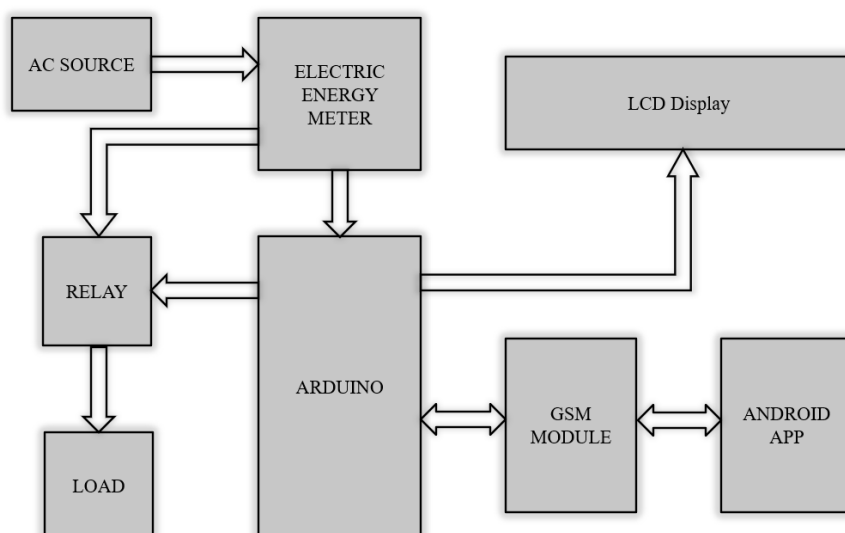 AC SOURCE
ELECTRIC
ENERGY
METER
LCD Display
RELAY
ARDUINO
GSM
MODULE
ANDROID
APP
LOAD